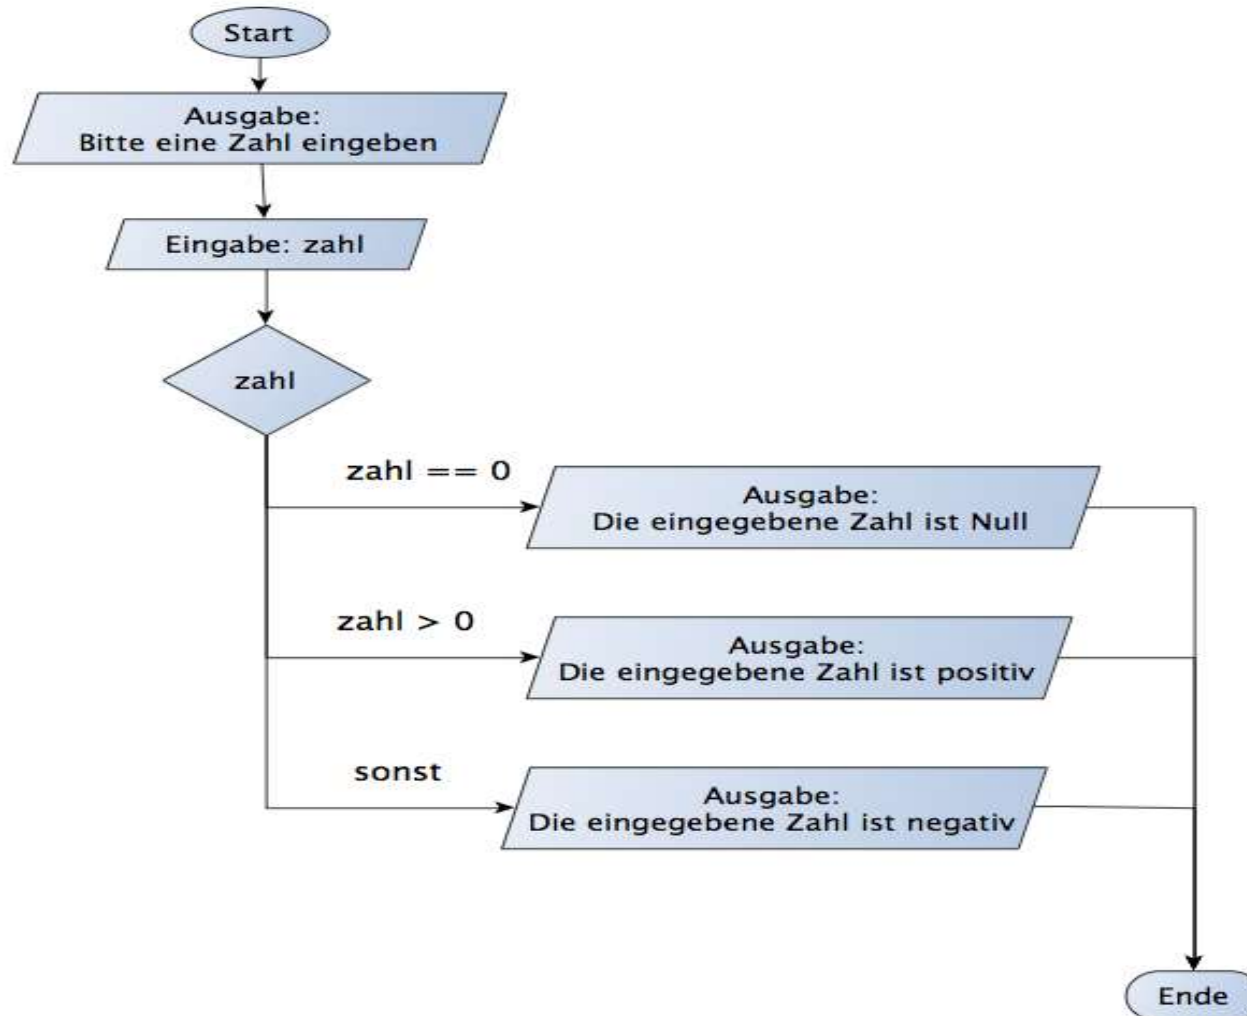 Start
Ausgabe:
Bitte eine Zahl eingeben
Eingabe: zahl
zahl
zahl == 0
Ausgabe:
Die eingegebene Zahl ist Null
zahl > 0
Ausgabe:
Die eingegebene Zahl ist positiv
sonst
Ausgabe:
Die eingegebene Zahl ist negativ
Ende